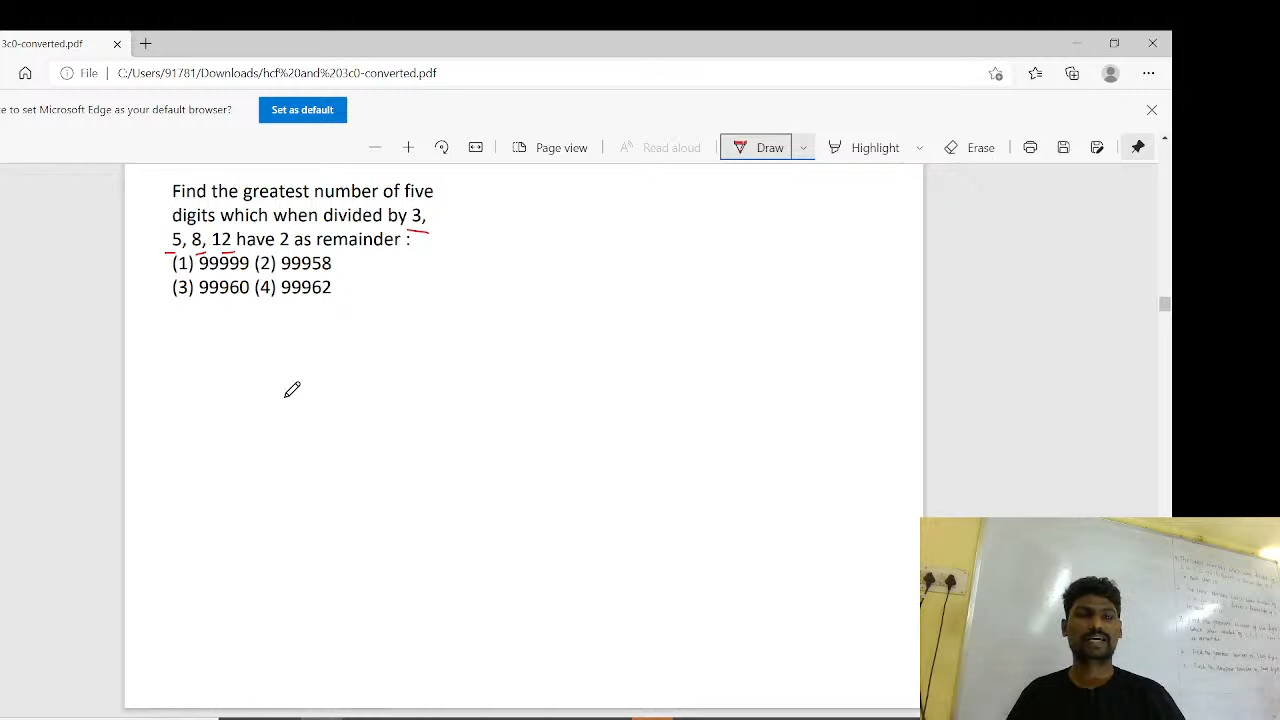 3c0-converted.pdf
File C:/Users/91781/Downloads/hcf%20and%203c0-converted.pdf
e to set Microsoft Edge as your default browser? Set as default
Page view Read aloud Draw Highlight Erase
Find the greatest number of five
digits which when divided by 3,
5, 8, 12 have 2 as remainder :
(1) 99999 (2) 99958
(3) 99960 (4) 99962